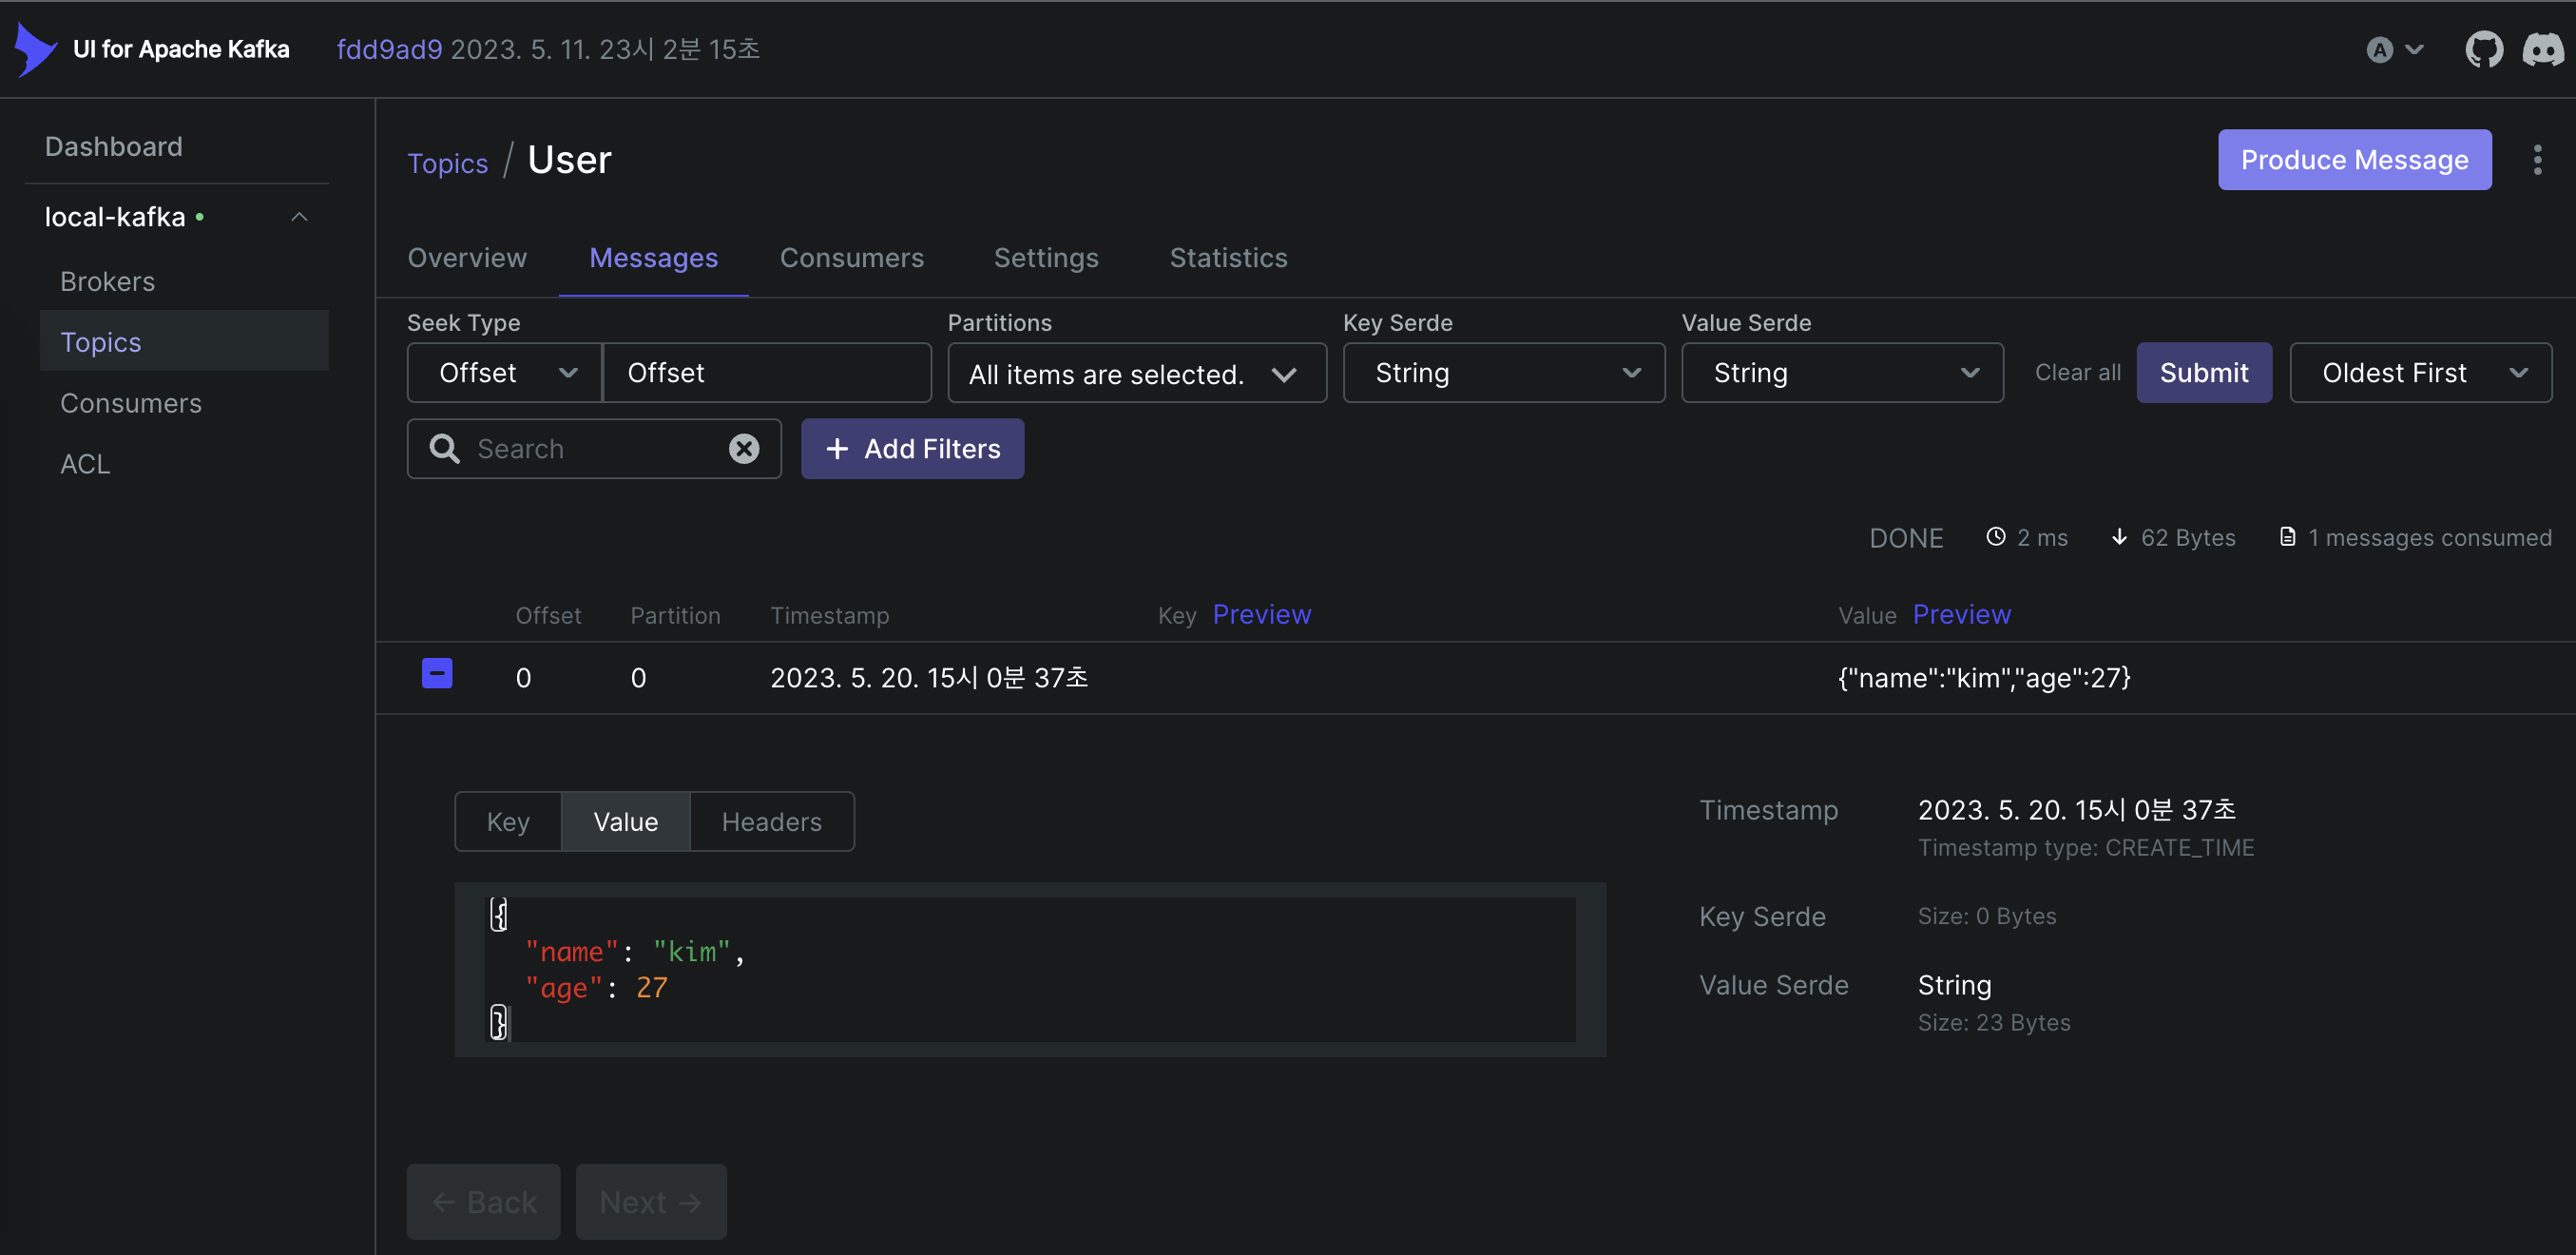 UI for Apache Kafka fdd9ad9 2023. 5. 11. 23시 2분 15초 A
Dashboard
local-kafka
Brokers
Topics
Consumers
ACL
Topics / User
Produce Message
Overview Messages Consumers Settings Statistics
Seek Type Partitions Key Serde Value Serde
Offset Offset All items are selected. String String Clear all Submit Oldest First
Search + Add Filters
DONE 2 ms 62 Bytes 1 messages consumed
Offset Partition Timestamp Key Preview Value Preview
0 0 2023. 5. 20. 15시 0분 37초 {"name":"kim","age":27}
Key Value Headers
{
"name": "kim",
"age": 27
}
Timestamp 2023. 5. 20. 15시 0분 37초
Timestamp type: CREATE_TIME
Key Serde Size: 0 Bytes
Value Serde String
Size: 23 Bytes
← Back Next →